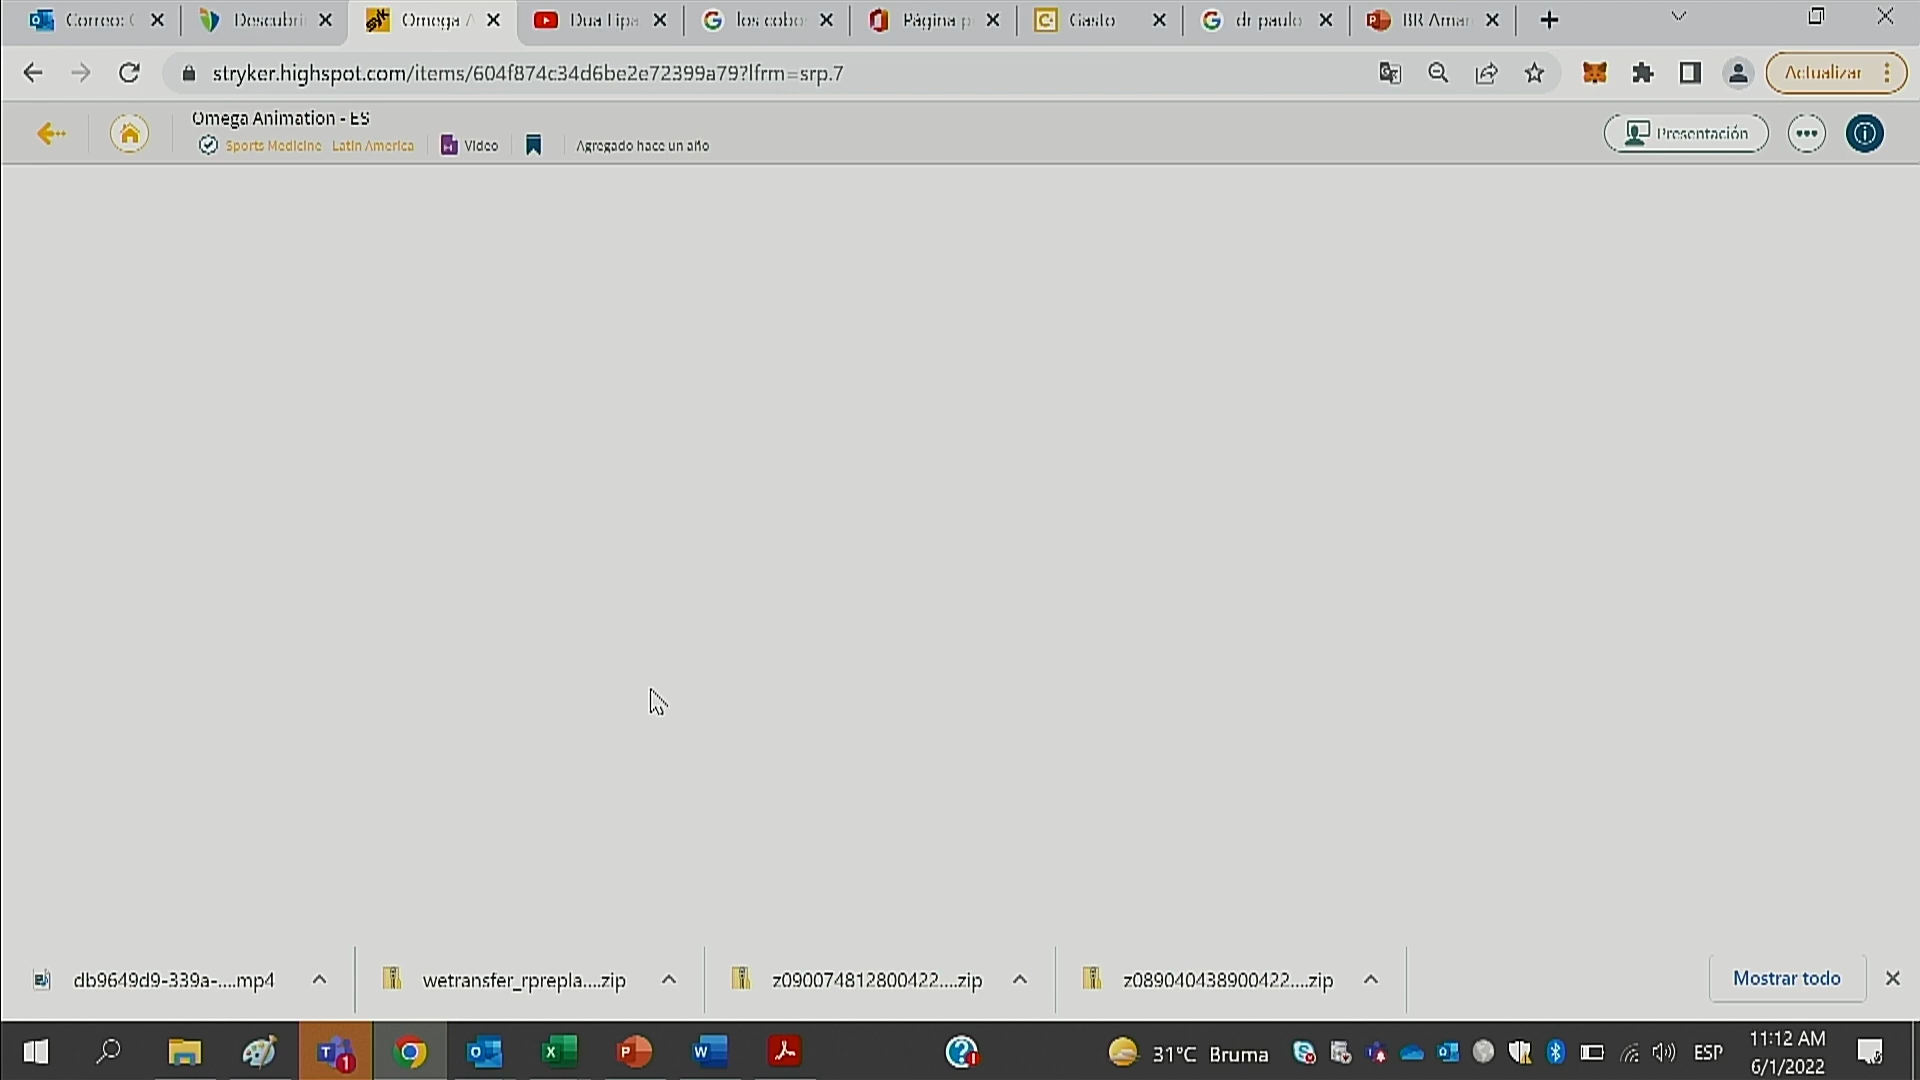 Correo:
Descubri
Omega A
Dua Lipa
los cobo
Página p
Gasto
dr paulo
BR Amar
stryker.highspot.com/items/604f874c34d6be2e72399a79?lfrm=srp.7
Actualizar
Omega Animation - ES
Sports Medicine Latin America
Video
Agregado hace un año
Presentación
db9649d9-339a-....mp4
wetransfer_rprepla....zip
z090074812800422....zip
z089040438900422....zip
Mostrar todo
31°C Bruma
ESP
11:12 AM
6/1/2022